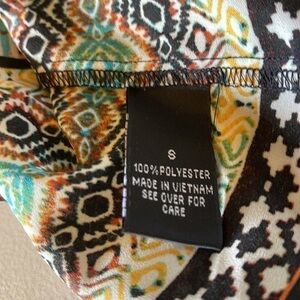 S
100% POLYESTER
MADE IN VIETNAM
SEE OVER FOR
CARE